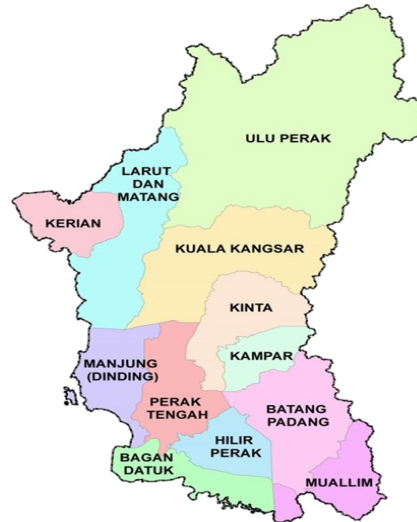 ULU PERAK
LARUT
DAN
MATANG
KERIAN
KUALA KANGSAR
KINTA
KAMPAR
MANJUNG
(DINDING)
PERAK
TENGAH
BATANG
PADANG
HILIR
PERAK
BAGAN
DATUK
MUALLIM